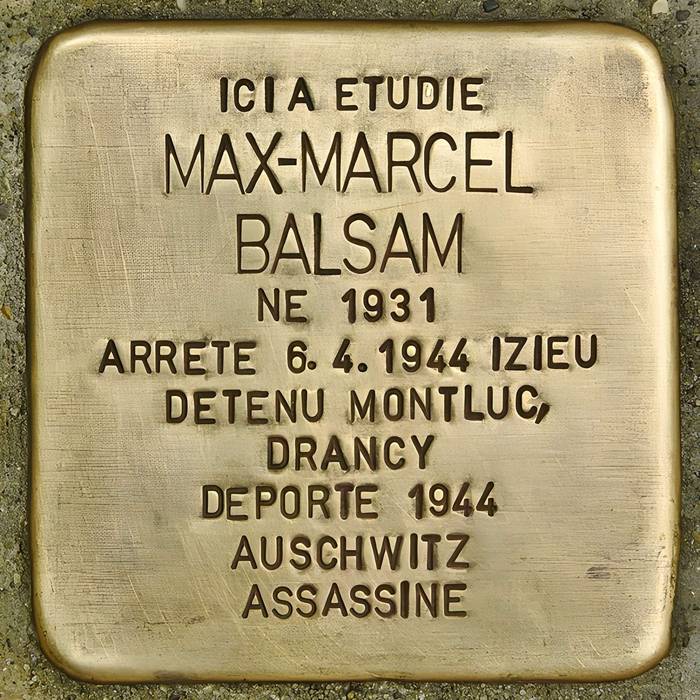 ICI A ETUDIE
MAX-MARCEL
BALSAM
NE 1931
ARRETE 6.4.1944 IZIEU
DETENU MONTLUC,
DRANCY
DEPORTE 1944
AUSCHWITZ
ASSASSINE